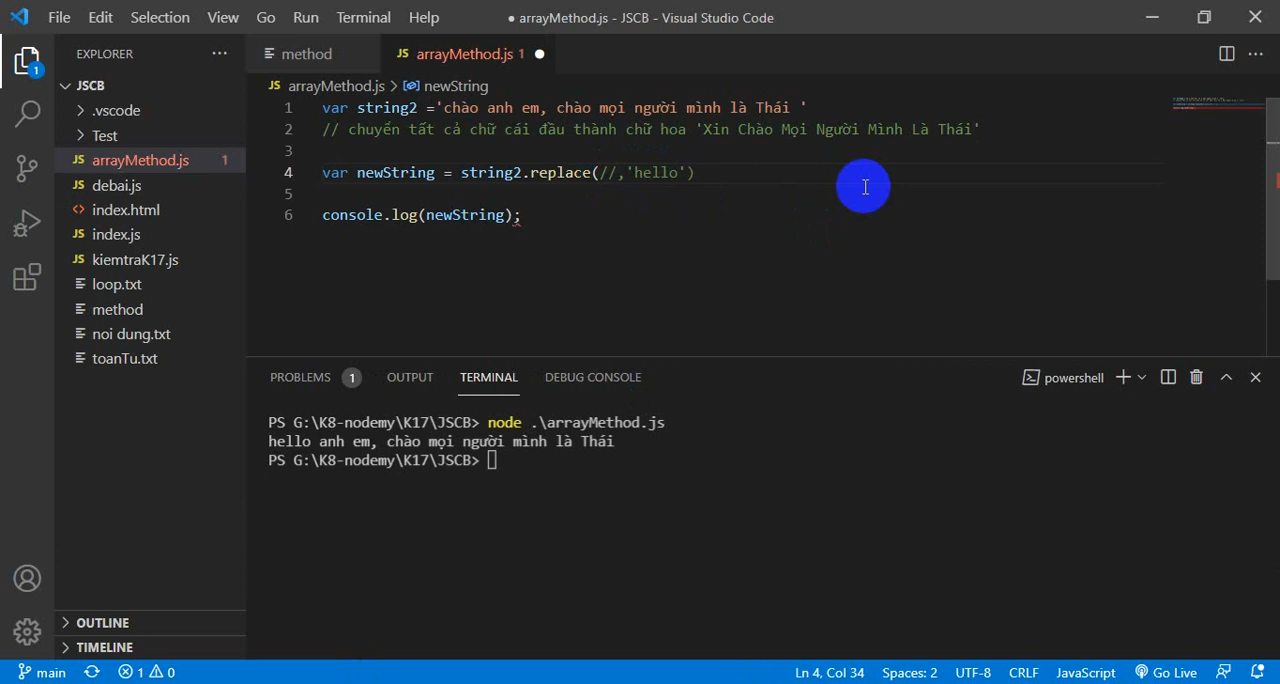 File Edit Selection View Go Run Terminal Help ● arrayMethod.js - JSCB - Visual Studio Code
EXPLORER ···
method
JS arrayMethod.js 1 ●
JS arrayMethod.js > newString
JSCB
.vscode
Test
JS arrayMethod.js 1
JS debai.js
<> index.html
JS index.js
JS kiemtraK17.js
loop.txt
method
noi dung.txt
toanTu.txt
OUTLINE
TIMELINE
1
1 var string2 ='chào anh em, chào mọi người mình là Thái '
2 // chuyển tất cả chữ cái đầu thành chữ hoa 'Xin Chào Mọi Người Mình Là Thái'
3
4 var newString = string2.replace(//,'hello')
5
6 console.log(newString);
PROBLEMS 1 OUTPUT TERMINAL DEBUG CONSOLE
powershell
PS G:\K8-nodemy\K17\JSCB> node .\arrayMethod.js
hello anh em, chào mọi người mình là Thái
PS G:\K8-nodemy\K17\JSCB>
main 1 0 Ln 4, Col 34 Spaces: 2 UTF-8 CRLF JavaScript Go Live